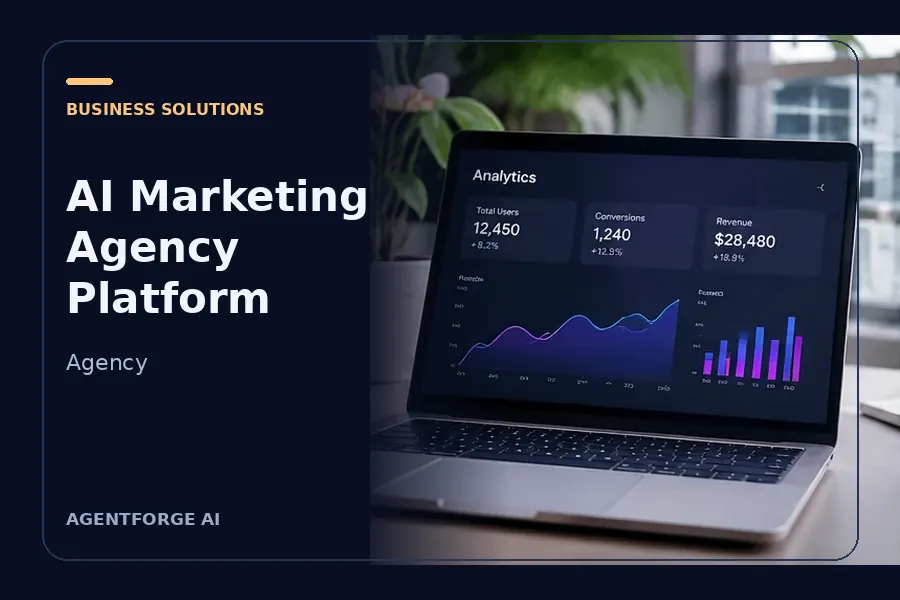 BUSINESS SOLUTIONS
AI Marketing
Agency
Platform
Agency
AGENTFORGE AI
Analytics
Total Users
12,450
+8.2%
Conversions
1,240
+12.9%
Revenue
$28,480
+18.9%